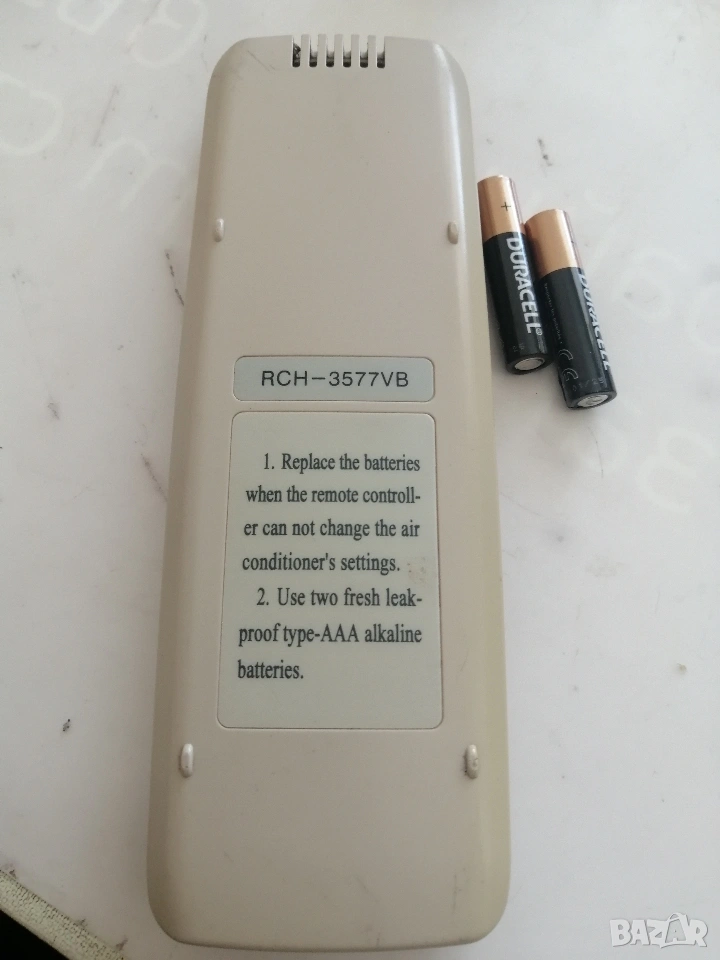 +
DURACELL
DURACELL
RCH-3577VB
1. Replace the batteries
when the remote controll-
er can not change the air
conditioner's settings.
2. Use two fresh leak-
proof type-AAA alkaline
batteries.
BAZAR